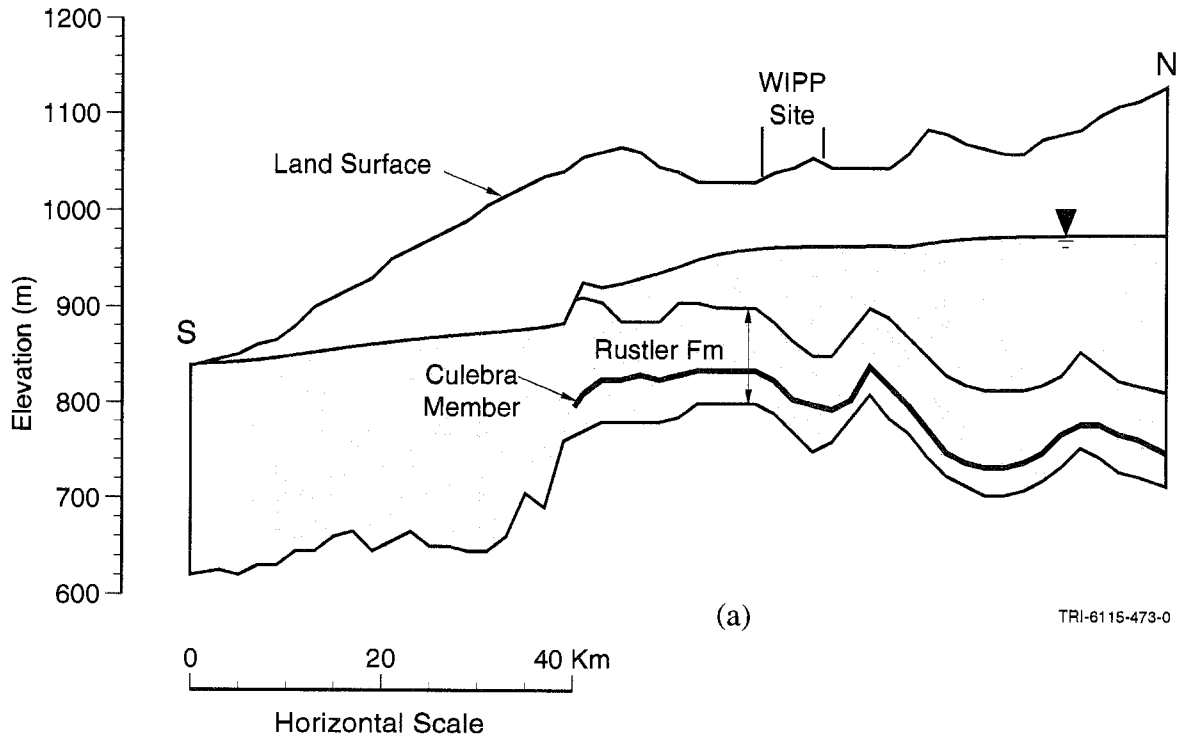 1200
N
WIPP
Site
1100
Land Surface
1000
900
S
Elevation (m)
Rustler Fm
Culebra
Member
800
700
600
(a)
TRI-6115-473-0
0 20 40 Km
Horizontal Scale